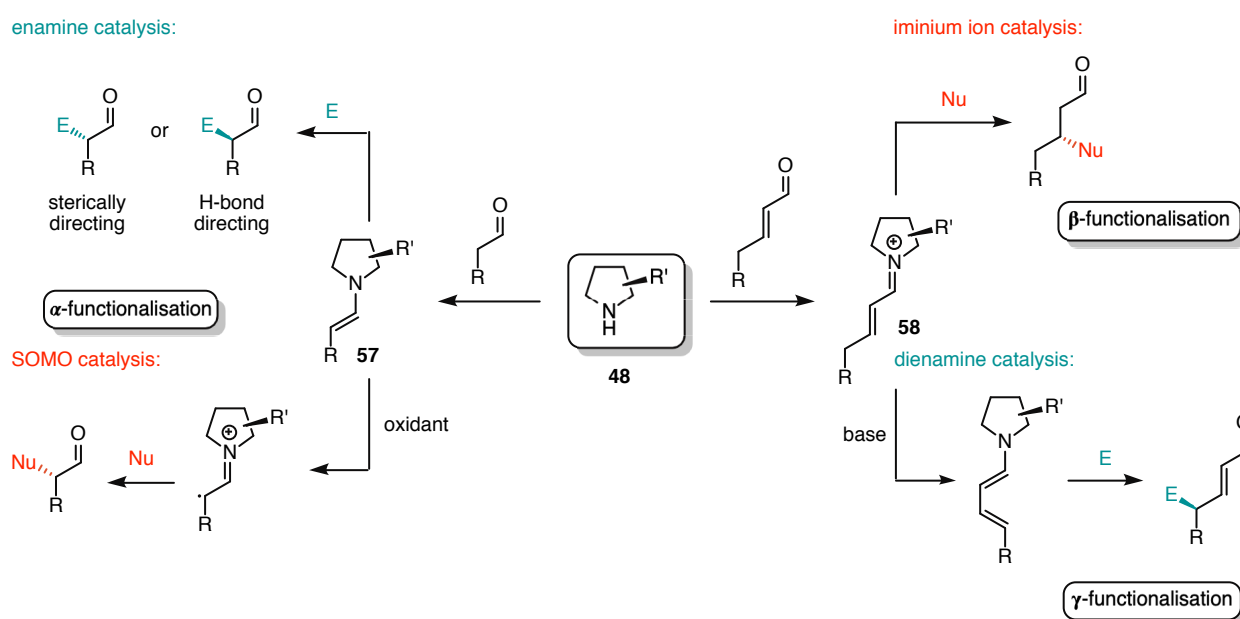 enamine catalysis:
iminium ion catalysis:
O
O
E
or
E
E
R
R
sterically
directing
H-bond
directing
α-functionalisation
O
R
R'
N
R
57
R'
N
H
48
O
R
Nu
O
Nu
R
β-functionalisation
R'
⊕
N
R
58
SOMO catalysis:
oxidant
O
Nu
R
Nu
R'
⊕
N
R
dienamine catalysis:
base
R'
N
R
E
E
R
γ-functionalisation